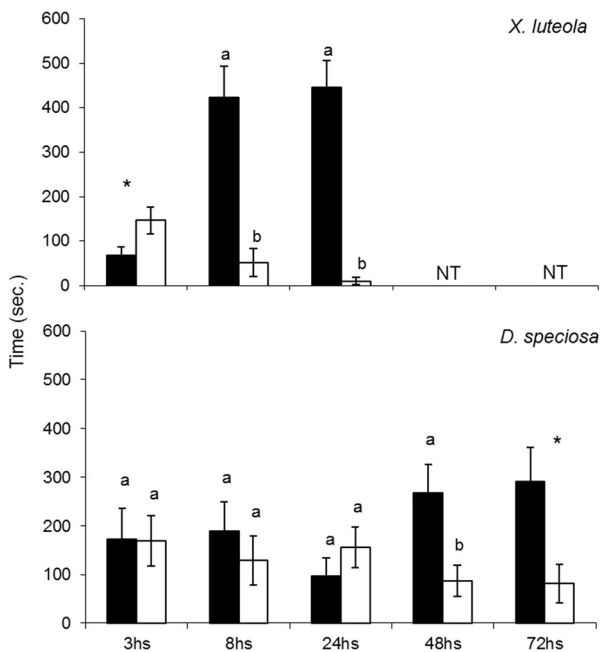 600
X. luteola
500
400
300
200
100
0
a
a
*
b
b
NT
NT
Time (sec.)
600
D. speciosa
500
400
300
200
100
0
a
a
a
a
a
a
a
b
*
3hs
8hs
24hs
48hs
72hs